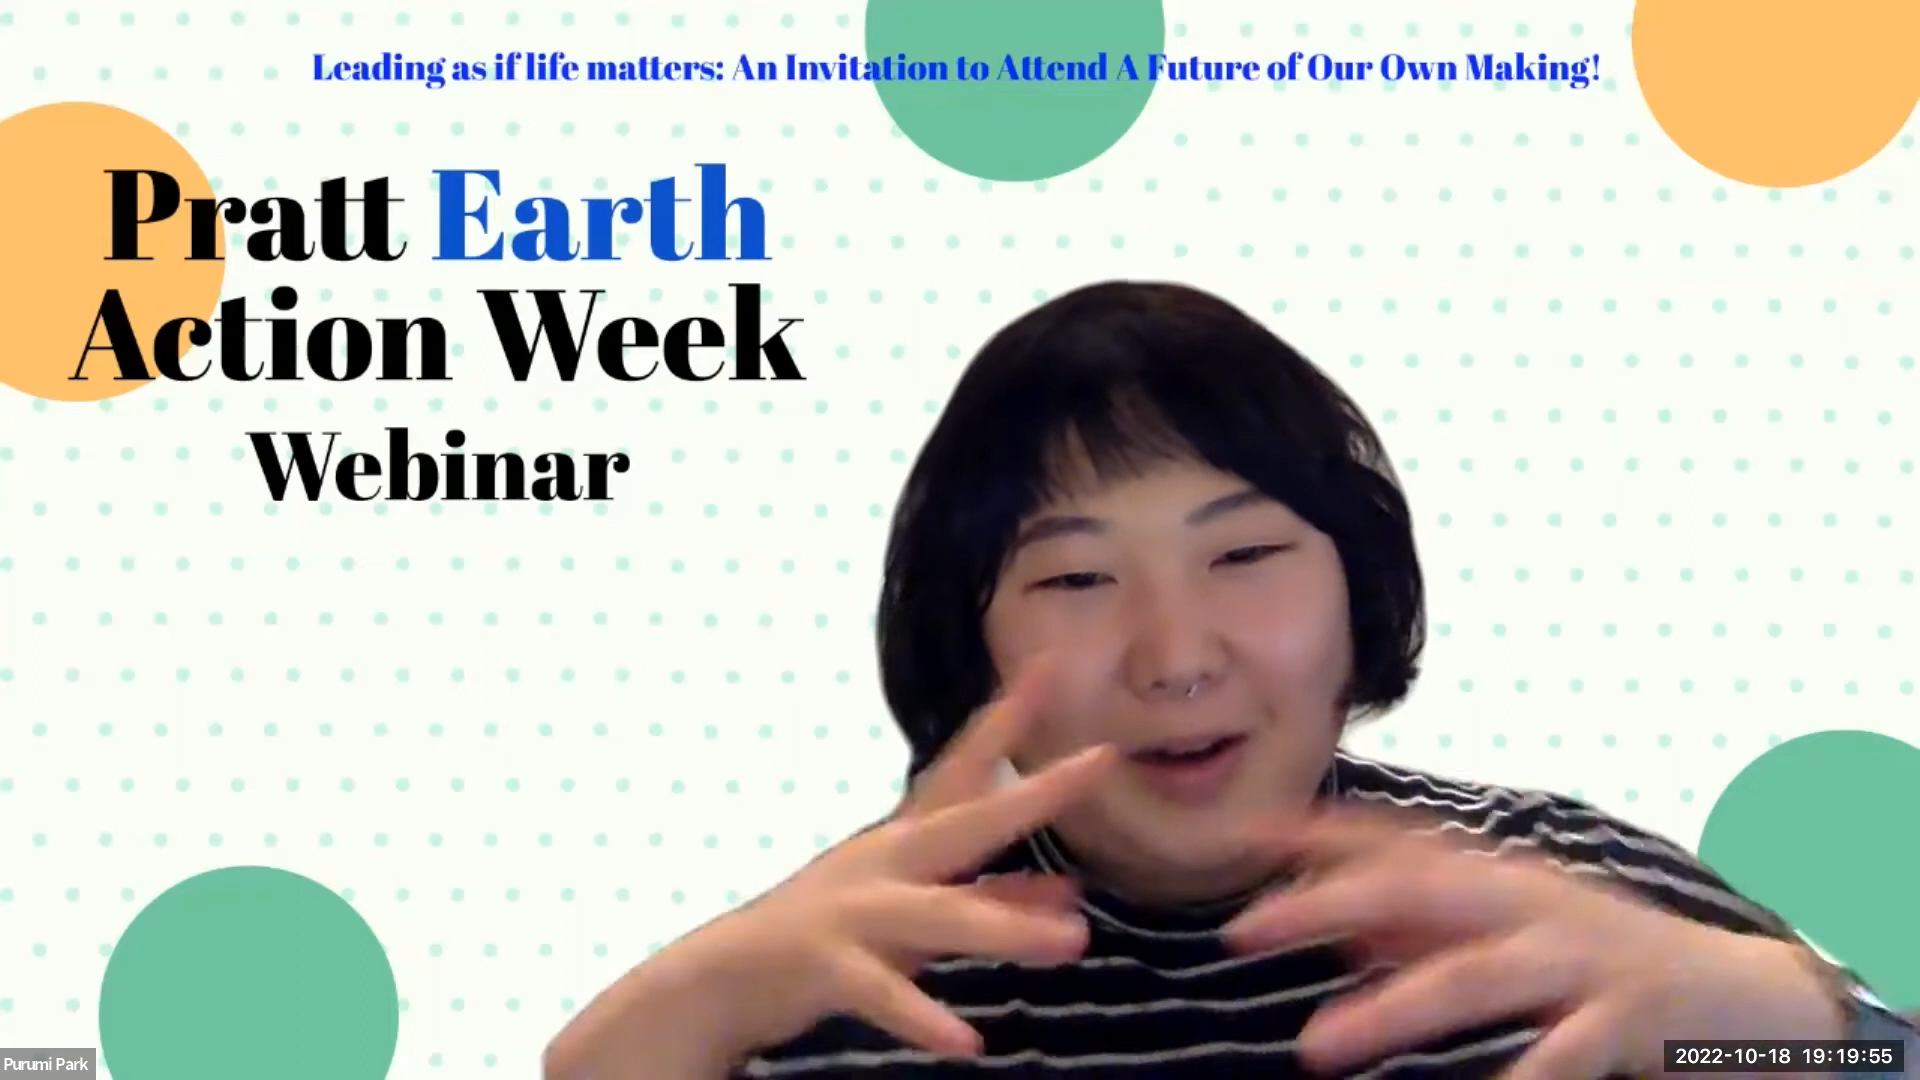 Leading as if life matters: An Invitation to Attend A Future of Our Own Making!
Pratt Earth
Action Week
Webinar
Purumi Park
2022-10-18 19:19:55